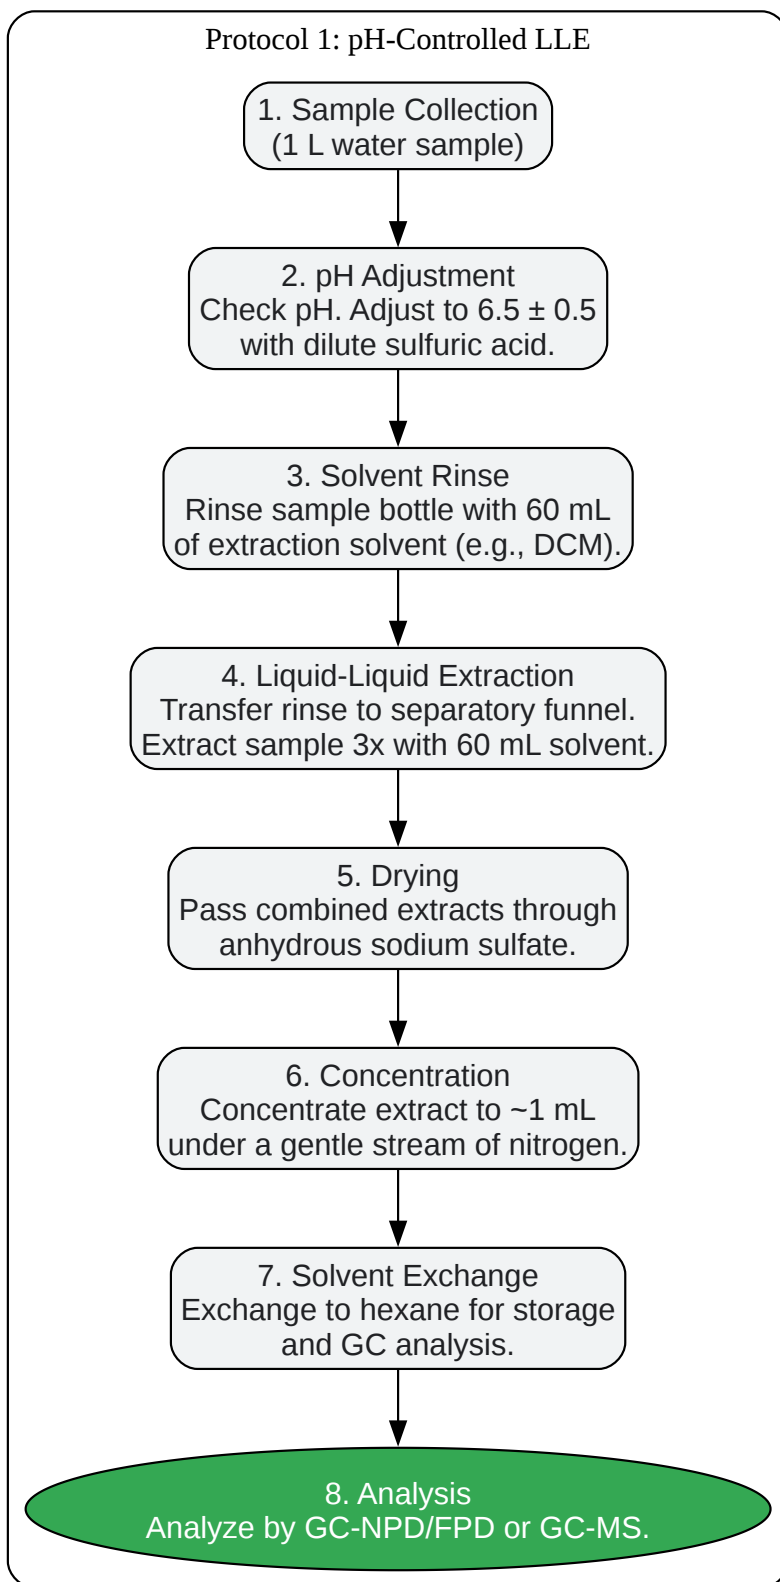 Protocol 1: pH-Controlled LLE
1. Sample Collection
(1 L water sample)
2. pH Adjustment
Check pH. Adjust to 6.5 ± 0.5
with dilute sulfuric acid.
3. Solvent Rinse
Rinse sample bottle with 60 mL
of extraction solvent (e.g., DCM).
4. Liquid-Liquid Extraction
Transfer rinse to separatory funnel.
Extract sample 3x with 60 mL solvent.
5. Drying
Pass combined extracts through
anhydrous sodium sulfate.
6. Concentration
Concentrate extract to ~1 mL
under a gentle stream of nitrogen.
7. Solvent Exchange
Exchange to hexane for storage
and GC analysis.
8. Analysis
Analyze by GC-NPD/FPD or GC-MS.